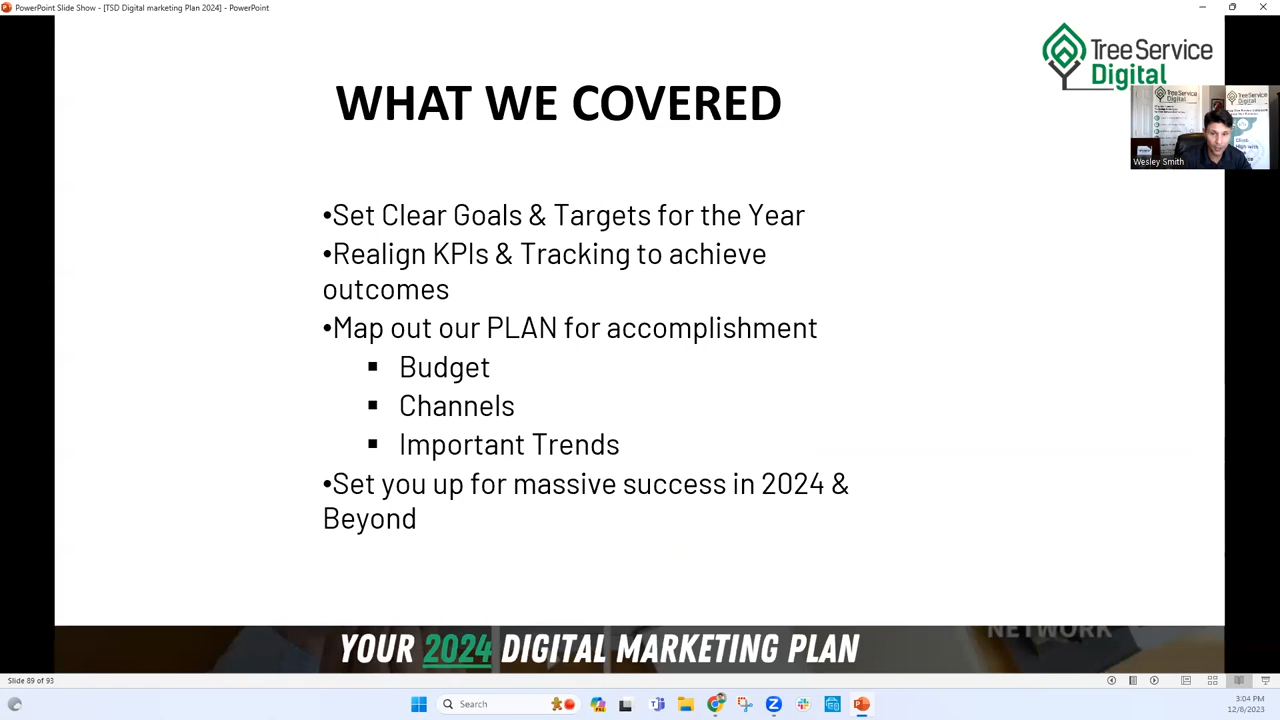 PowerPoint Slide Show - [TSD Digital marketing Plan 2024] - PowerPoint
Tree Service
Digital
WHAT WE COVERED
Wesley Smith
•Set Clear Goals & Targets for the Year
•Realign KPIs & Tracking to achieve
outcomes
•Map out our PLAN for accomplishment
▪ Budget
▪ Channels
▪ Important Trends
•Set you up for massive success in 2024 &
Beyond
NETWORK
YOUR 2024 DIGITAL MARKETING PLAN
Slide 89 of 93
Search
3:04 PM
12/8/2023